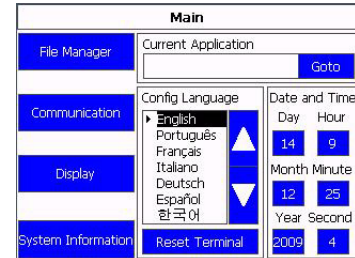 Main
File Manager
Current Application
Goto
Communication
Config Language
English
Português
Français
Italiano
Deutsch
Español
한국어
Date and Time
Day Hour
14 9
Month Minute
12 25
Year Second
2009 4
Display
System Information
Reset Terminal